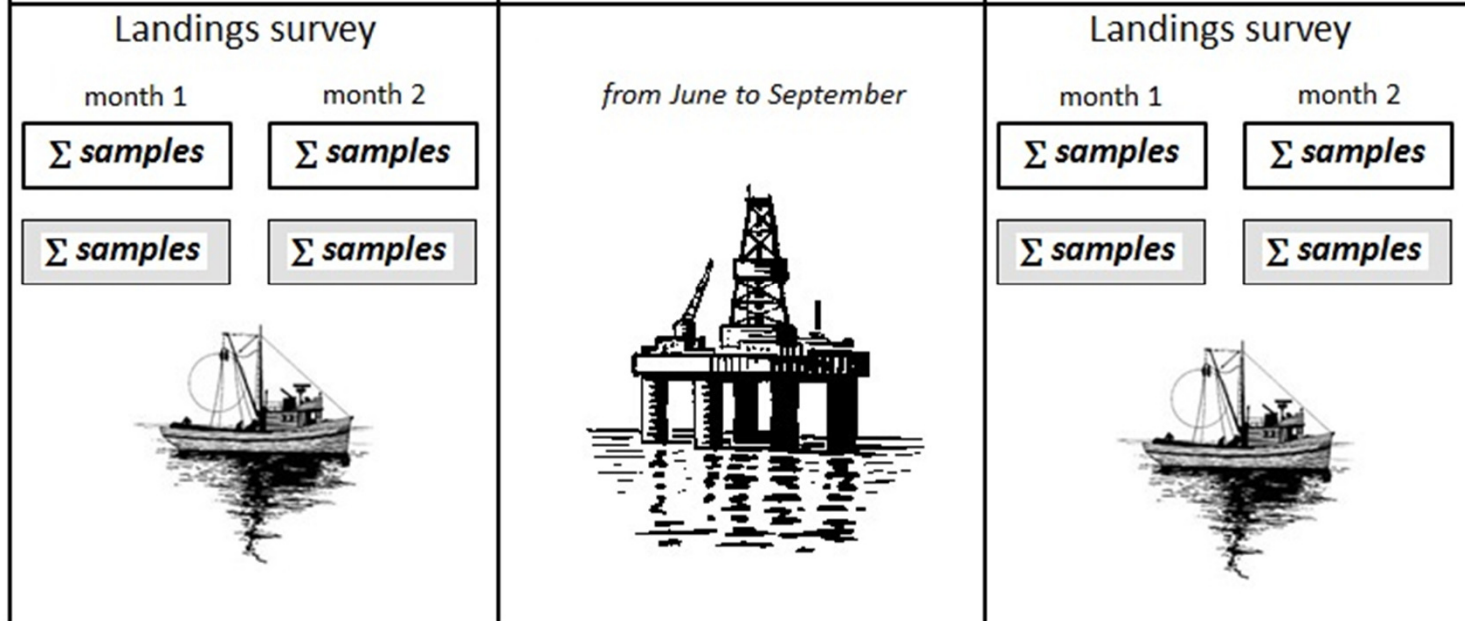 Landings survey
month 1 month 2
∑ samples ∑ samples
∑ samples ∑ samples
from June to September
Landings survey
month 1 month 2
∑ samples ∑ samples
∑ samples ∑ samples